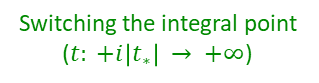 Switching the integral point
(t: +i|t*| → +∞)